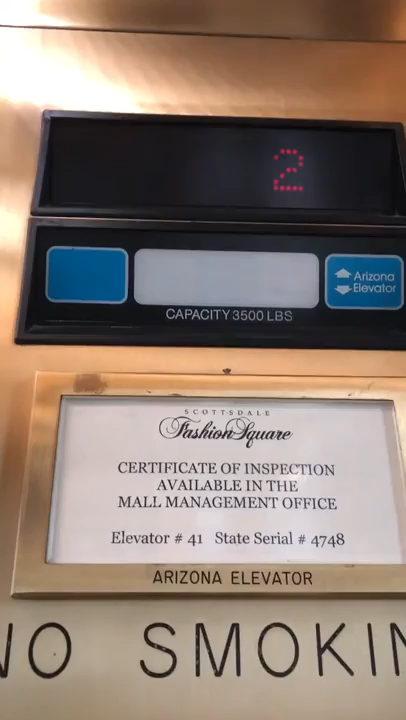 2
Arizona
Elevator
CAPACITY 3500 LBS
SCOTTSDALE
Fashion Square
CERTIFICATE OF INSPECTION
AVAILABLE IN THE
MALL MANAGEMENT OFFICE
Elevator # 41 State Serial # 4748
ARIZONA ELEVATOR
NO SMOKIN